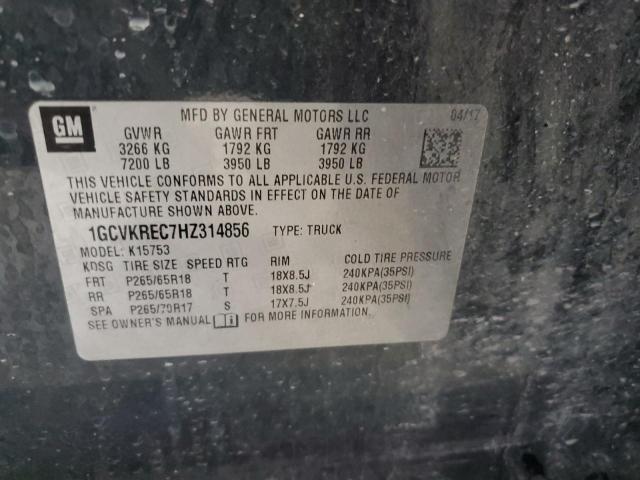 GM
MFD BY GENERAL MOTORS LLC 04/17
GVWR GAWR FRT GAWR RR
3266 KG 1792 KG 1792 KG
7200 LB 3950 LB 3950 LB
THIS VEHICLE CONFORMS TO ALL APPLICABLE U.S. FEDERAL MOTOR
VEHICLE SAFETY STANDARDS IN EFFECT ON THE DATE OF
MANUFACTURE SHOWN ABOVE.
1GCVKREC7HZ314856 TYPE: TRUCK
MODEL: K15753
KDSG TIRE SIZE SPEED RTG RIM COLD TIRE PRESSURE
FRT P265/65R18 T 18X8.5J 240KPA(35PSI)
RR P265/65R18 T 18X8.5J 240KPA(35PSI)
SPA P265/70R17 S 17X7.5J 240KPA(35PSI)
SEE OWNER'S MANUAL FOR MORE INFORMATION.